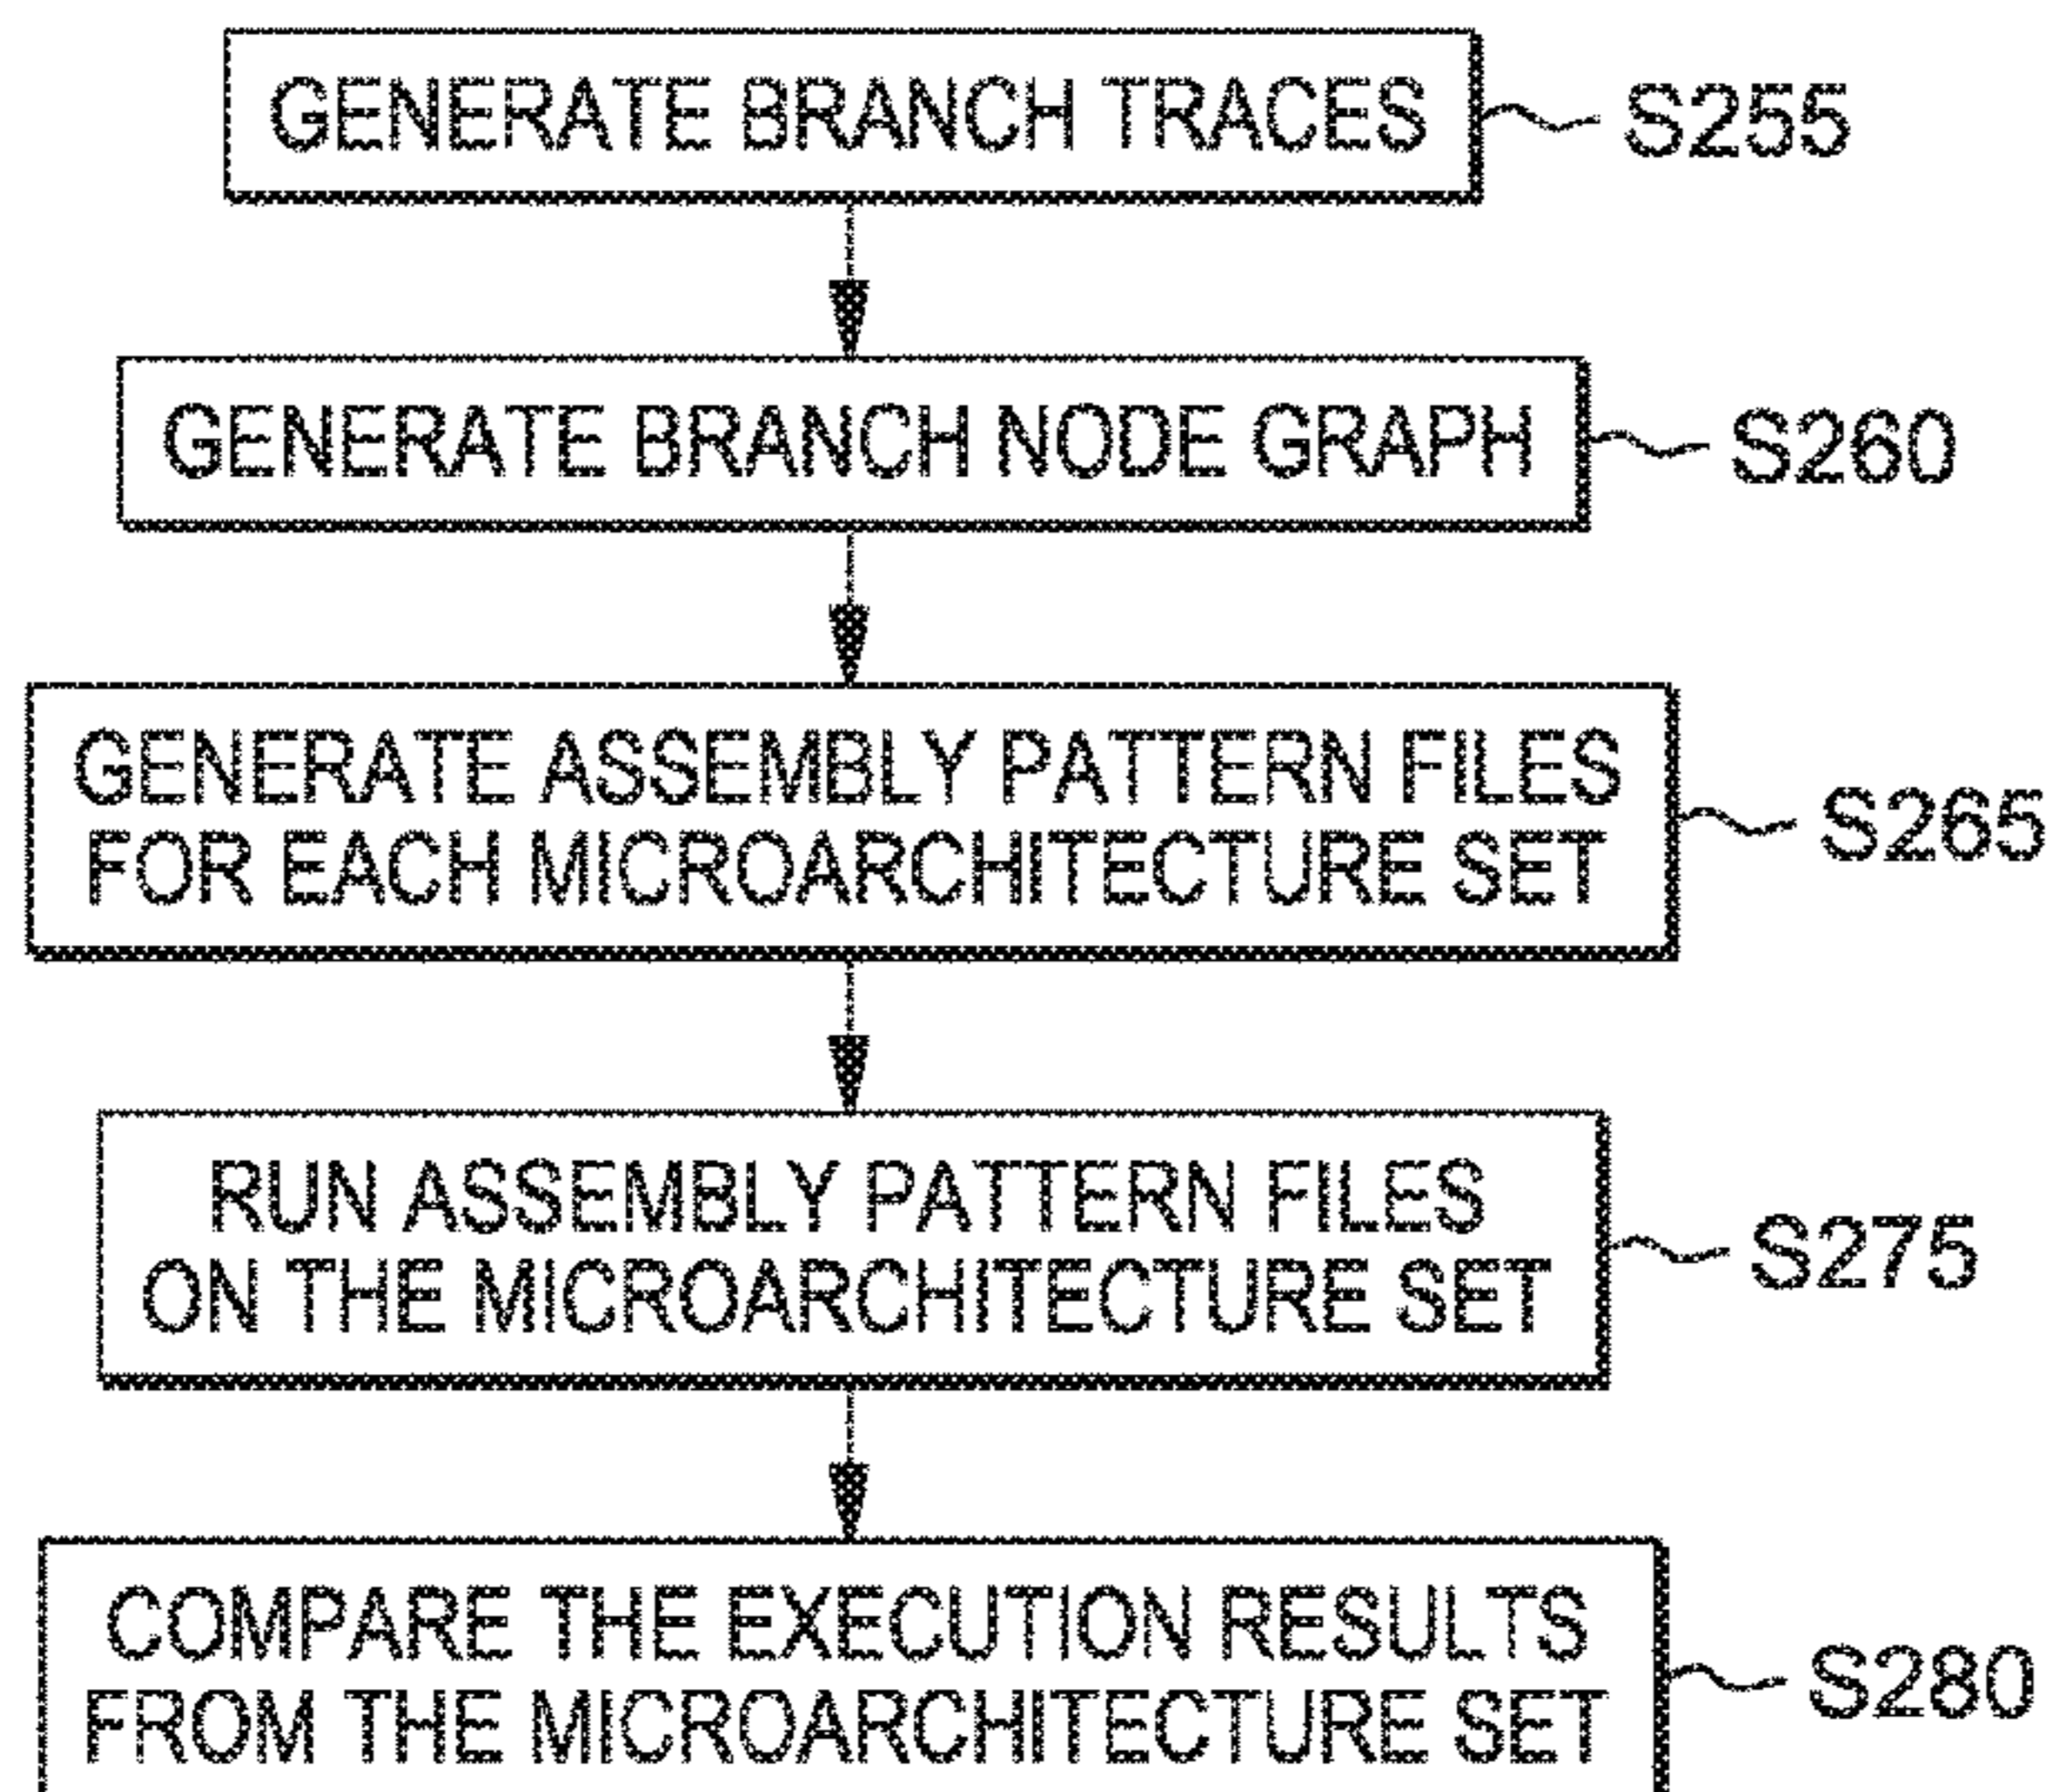 GENERATE BRANCH TRACES
S255
GENERATE BRANCH NODE GRAPH
S260
GENERATE ASSEMBLY PATTERN FILES
FOR EACH MICROARCHITECTURE SET
S265
RUN ASSEMBLY PATTERN FILES
ON THE MICROARCHITECTURE SET
S275
COMPARE THE EXECUTION RESULTS
FROM THE MICROARCHITECTURE SET
S280